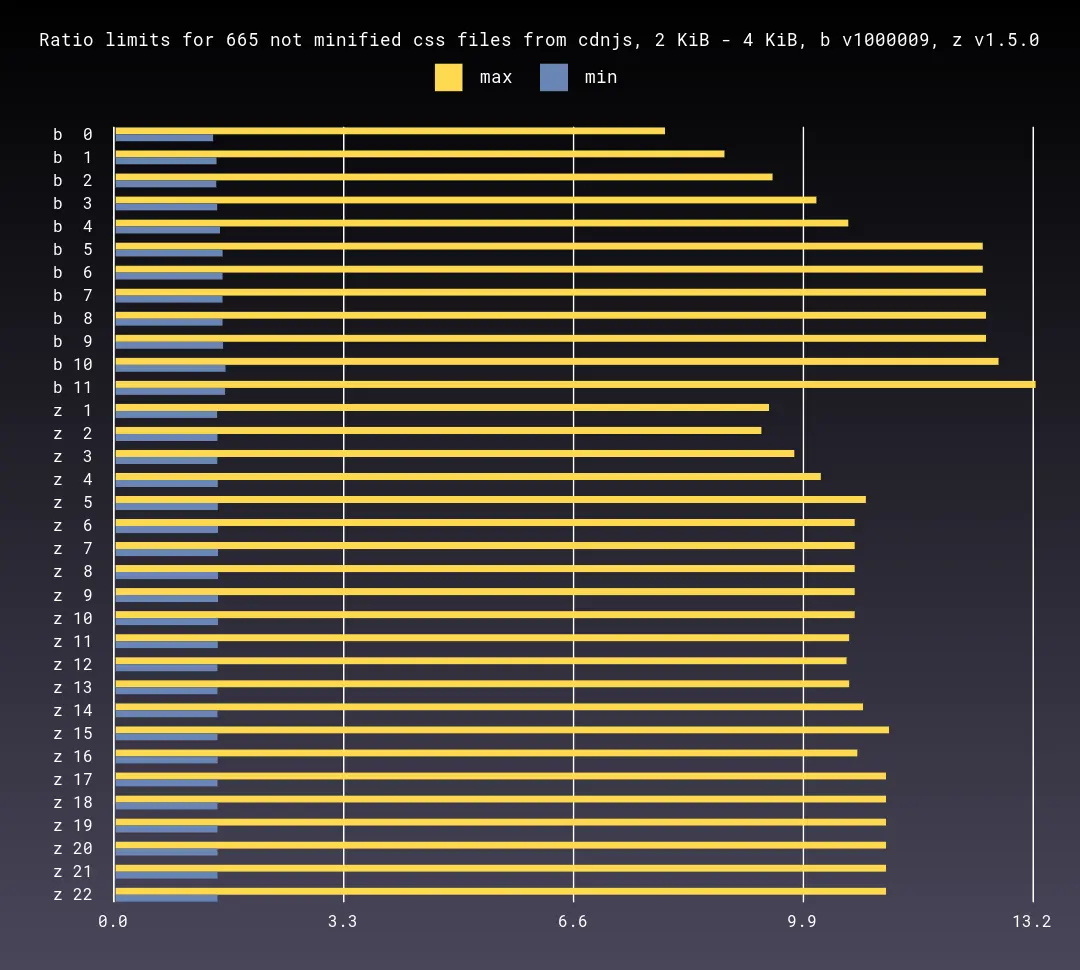 Ratio limits for 665 not minified css files from cdnjs, 2 KiB - 4 KiB, b v1000009, z v1.5.0
max min
b 0
b 1
b 2
b 3
b 4
b 5
b 6
b 7
b 8
b 9
b 10
b 11
z 1
z 2
z 3
z 4
z 5
z 6
z 7
z 8
z 9
z 10
z 11
z 12
z 13
z 14
z 15
z 16
z 17
z 18
z 19
z 20
z 21
z 22
0.0 3.3 6.6 9.9 13.2